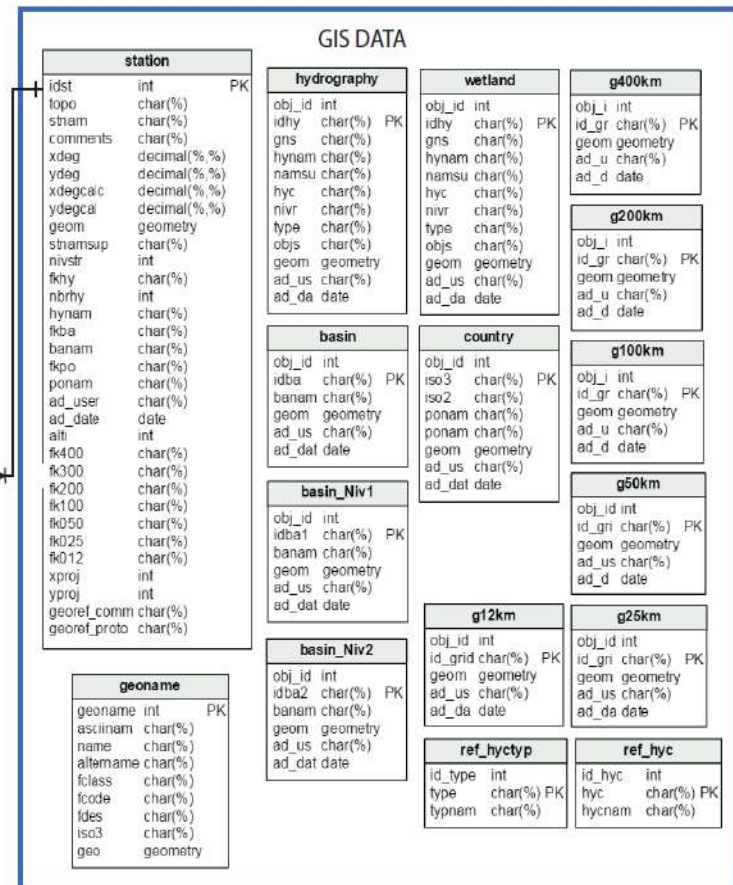 GIS DATA
station
idst int PK
topo char(%)
stnam char(%)
comments char(%)
xdeg decimal(%,%)
ydeg decimal(%,%)
xdegcalc decimal(%,%)
ydegcal decimal(%,%)
geom geometry
stnamsup char(%)
nivstr int
fkhy char(%)
nbrhy int
hynam char(%)
fkba char(%)
banam char(%)
fkpo char(%)
ponam char(%)
ad_user char(%)
ad_date date
alti int
fk400 char(%)
fk300 char(%)
fk200 char(%)
fk100 char(%)
fk050 char(%)
fk025 char(%)
fk012 char(%)
xproj int
yproj int
georef_comm char(%)
georef_proto char(%)
geoname
geoname int PK
asciinam char(%)
name char(%)
altername char(%)
fclass char(%)
fcode char(%)
fdes char(%)
iso3 char(%)
geo geometry
hydrography
obj_id int
idhy char(%) PK
gns char(%)
hynam char(%)
namsu char(%)
hyc char(%)
nivr char(%)
type char(%)
objs char(%)
geom geometry
ad_us char(%)
ad_da date
basin
obj_id int
idba char(%) PK
banam char(%)
geom geometry
ad_us char(%)
ad_dat date
basin_Niv1
obj_id int
idba1 char(%) PK
banam char(%)
geom geometry
ad_us char(%)
ad_dat date
basin_Niv2
obj_id int
idba2 char(%) PK
banam char(%)
geom geometry
ad_us char(%)
ad_dat date
wetland
obj_id int
idhy char(%) PK
gns char(%)
hynam char(%)
namsu char(%)
hyc char(%)
nivr char(%)
type char(%)
objs char(%)
geom geometry
ad_us char(%)
ad_da date
country
obj_id int
iso3 char(%) PK
iso2 char(%)
ponam char(%)
ponam char(%)
geom geometry
ad_us char(%)
ad_dat date
g12km
obj_id int
id_grid char(%) PK
geom geometry
ad_us char(%)
ad_da date
ref_hyctyp
id_type int
type char(%) PK
typnam char(%)
g400km
obj_i int
id_gr char(%) PK
geom geometry
ad_u char(%)
ad_d date
g200km
obj_i int
id_gr char(%) PK
geom geometry
ad_u char(%)
ad_d date
g100km
obj_i int
id_gr char(%) PK
geom geometry
ad_u char(%)
ad_d date
g50km
obj_id int
id_gri char(%) PK
geom geometry
ad_us char(%)
ad_d date
g25km
obj_id int
id_gri char(%) PK
geom geometry
ad_us char(%)
ad_da date
ref_hyc
id_hyc int
hyc char(%) PK
hycnam char(%)